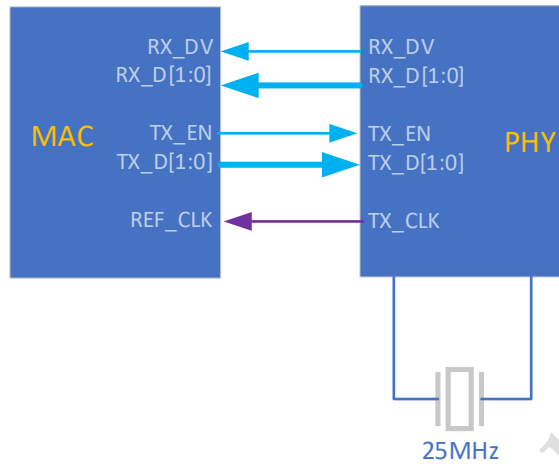 RX_DV
RX_D[1:0]
MAC
TX_EN
TX_D[1:0]
REF_CLK
RX_DV
RX_D[1:0]
TX_EN
PHY
TX_D[1:0]
TX_CLK
25MHz